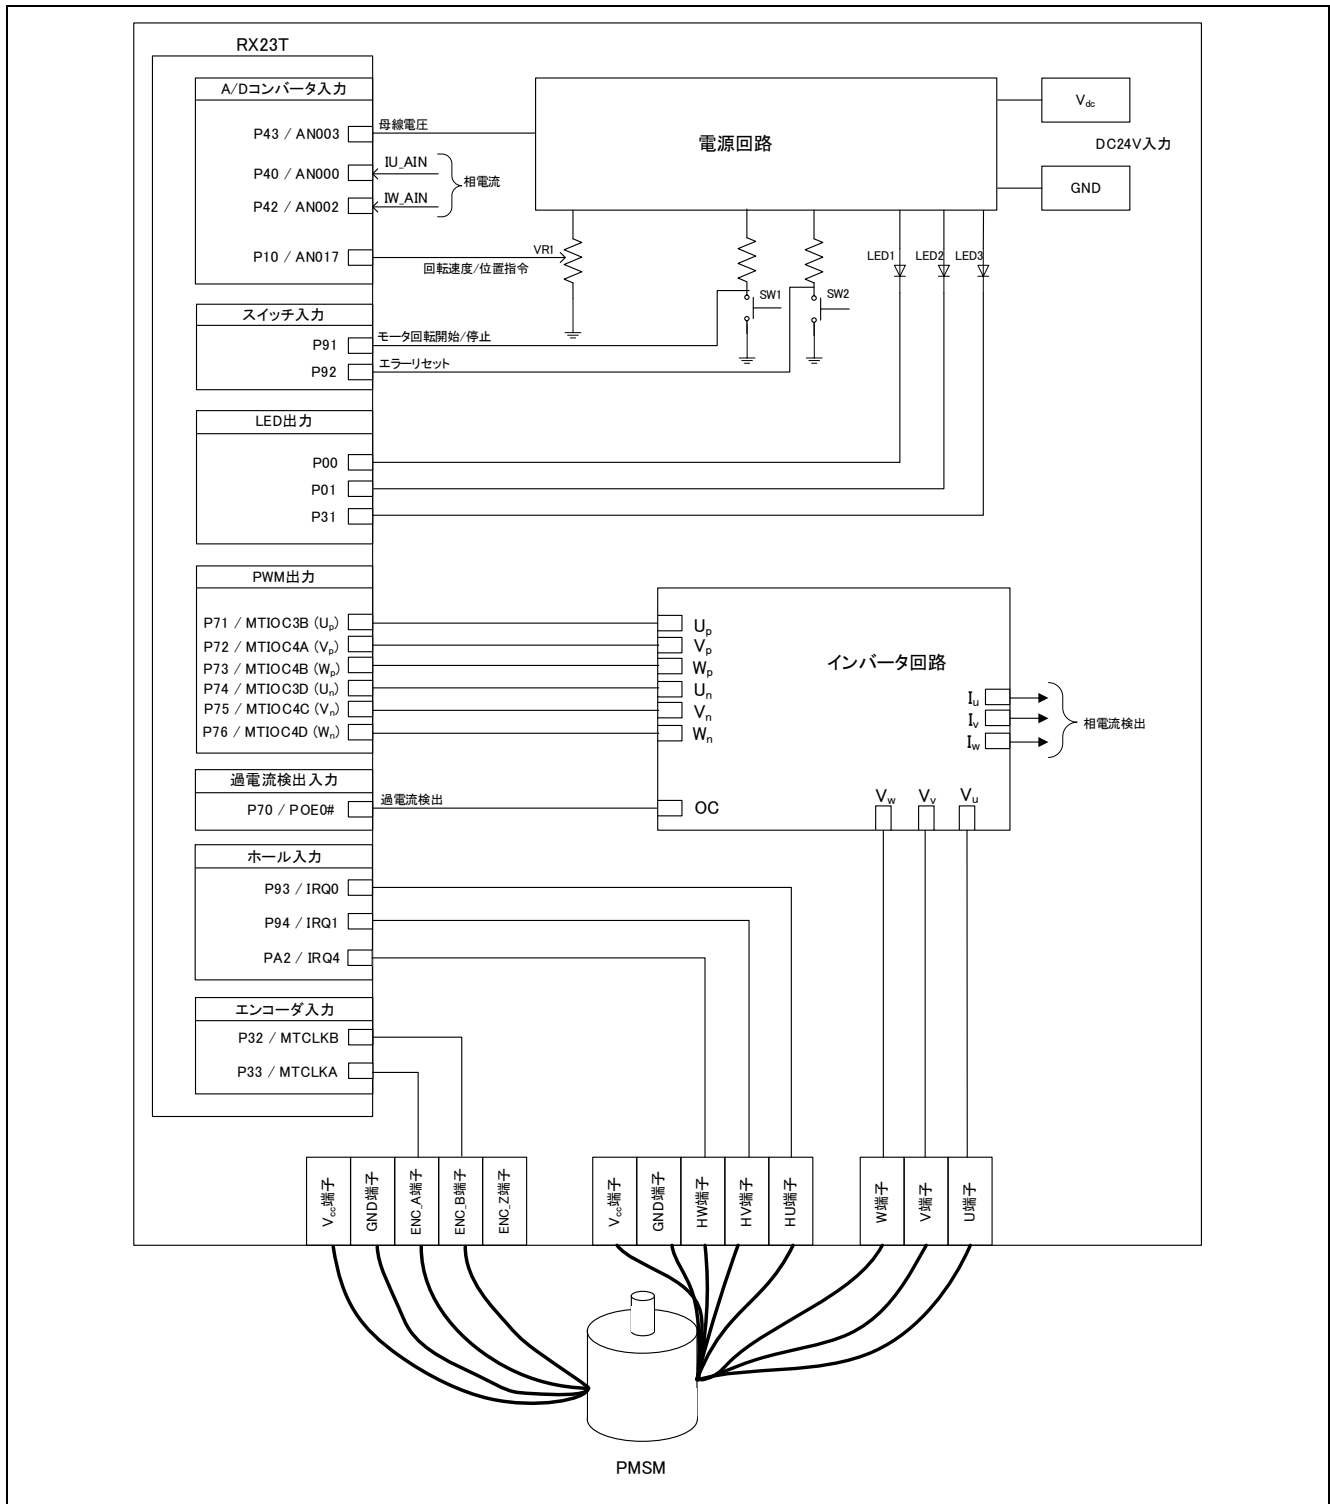 RX23T
A/Dコンバータ入力
P43 / AN003
母線電圧
P40 / AN000
IU_AIN
P42 / AN002
IW_AIN
相電流
P10 / AN017
回転速度/位置指令
VR1
電源回路
Vdc
DC24V入力
GND
SW1
SW2
LED1
LED2
LED3
スイッチ入力
P91
モータ回転開始/停止
P92
エラーリセット
LED出力
P00
P01
P31
PWM出力
P71 / MTIOC3B (Up)
P72 / MTIOC4A (Vp)
P73 / MTIOC4B (Wp)
P74 / MTIOC3D (Un)
P75 / MTIOC4C (Vn)
P76 / MTIOC4D (Wn)
Up
Vp
Wp
Un
Vn
Wn
インバータ回路
Iu
Iv
Iw
相電流検出
過電流検出入力
P70 / POE0#
過電流検出
OC
Vw
Vv
Vu
ホール入力
P93 / IRQ0
P94 / IRQ1
PA2 / IRQ4
エンコーダ入力
P32 / MTCLKB
P33 / MTCLKA
Vcc端子
GND端子
ENC_A端子
ENC_B端子
ENC_Z端子
Vcc端子
GND端子
HW端子
HV端子
HU端子
W端子
V端子
U端子
PMSM